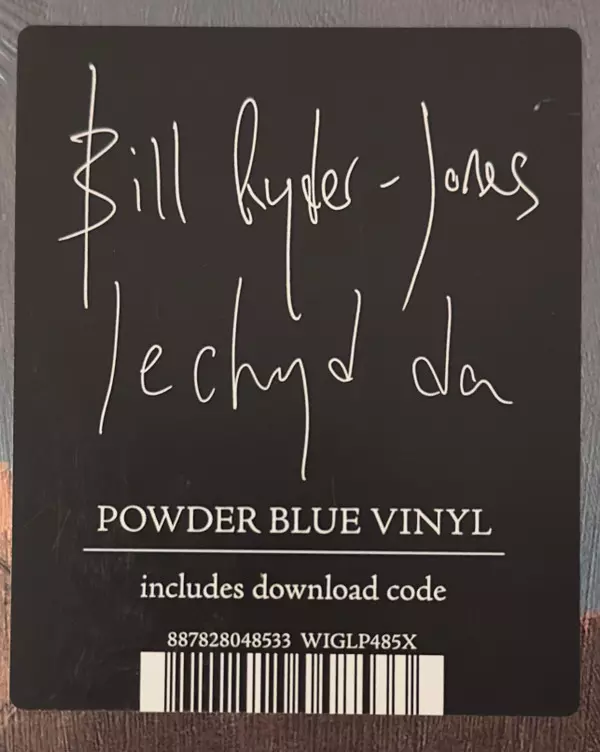 Bill Ryder-Jones
Iechyd da
POWDER BLUE VINYL
includes download code
887828048533 WIGLP485X